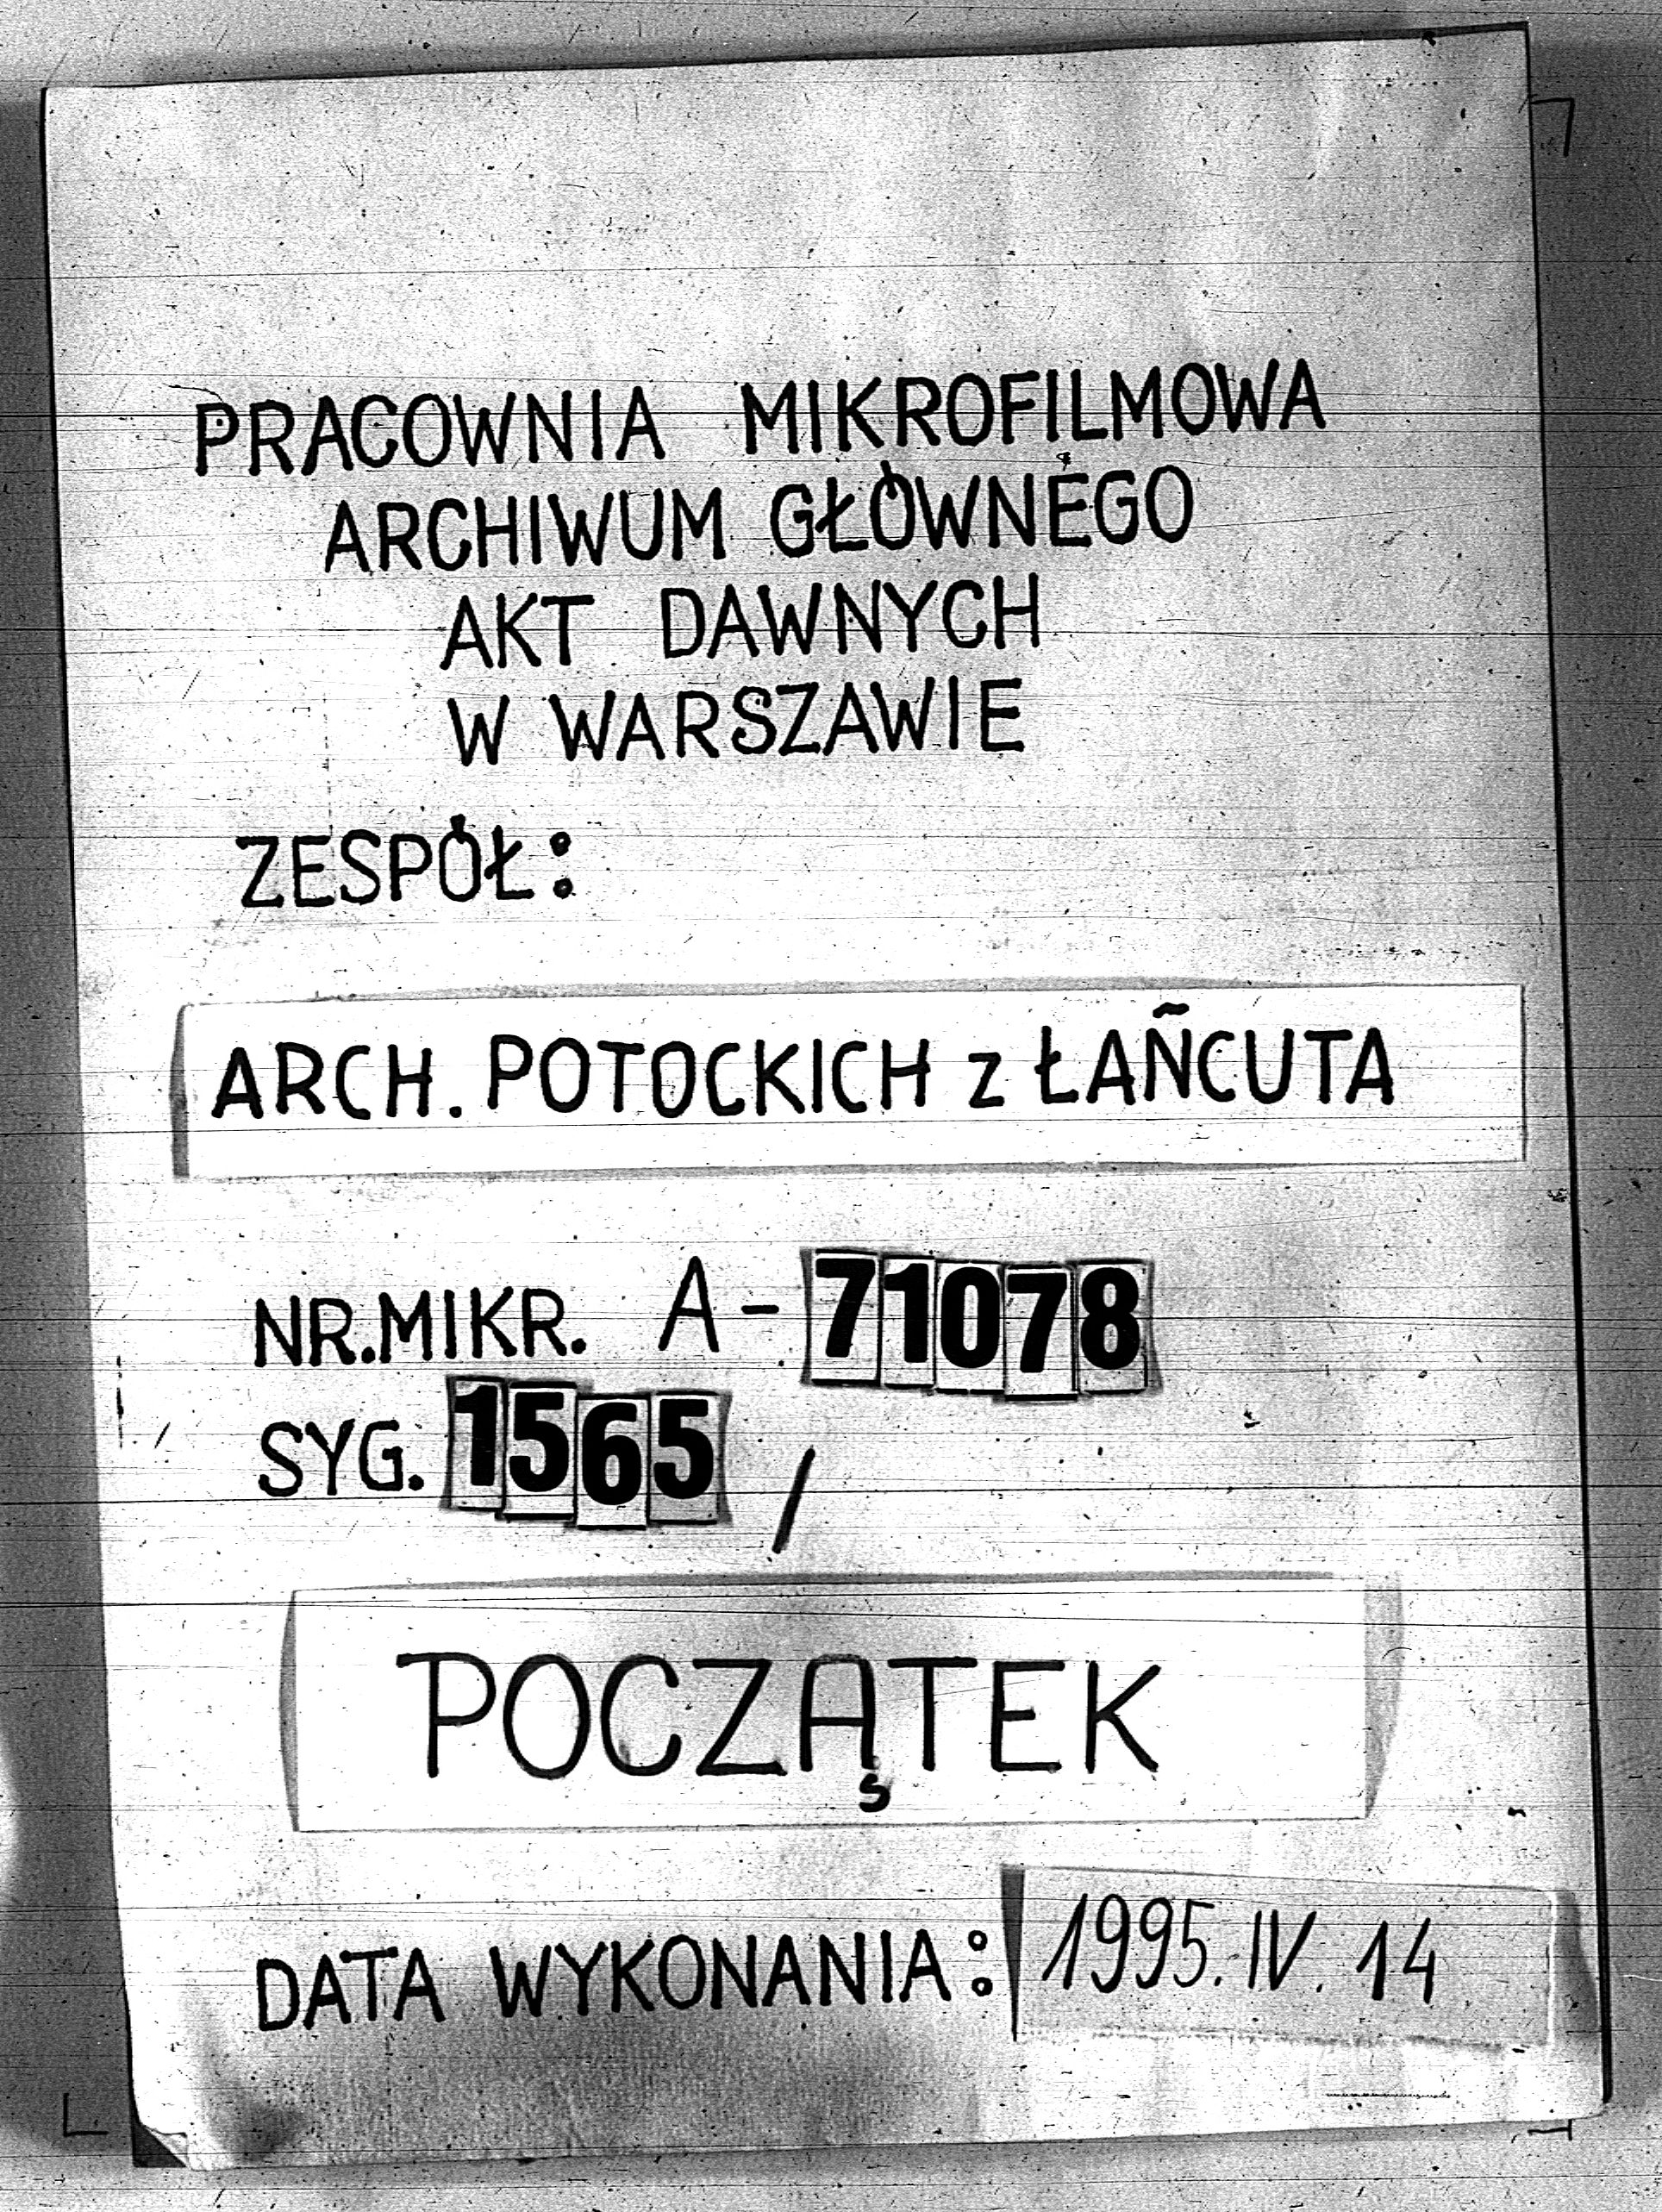 PRACOWNIA MIKROFILMOWA
ARCHIWUM GŁÓWNEGO
AKT DAWNYCH
W WARSZAWIE
ZESPÓŁ:
ARCH. POTOCKICH z ŁAŃCUTA
NR.MIKR. A-71078
SYG. 1565 /
POCZĄTEK
DATA WYKONANIA: 1995.IV.14